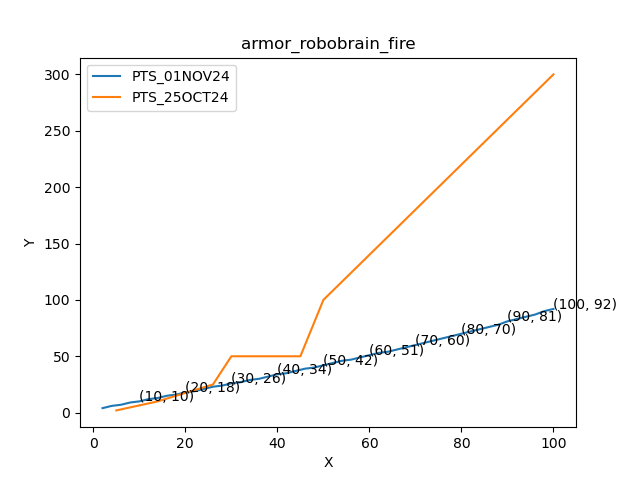 armor_robobrain_fire
PTS_01NOV24
PTS_25OCT24
300
250
200
150
100
50
0
Y
(10, 10)
(20, 18)
(30, 26)
(40, 34)
(50, 42)
(60, 51)
(70, 60)
(80, 70)
(90, 81)
(100, 92)
0 20 40 60 80 100
X